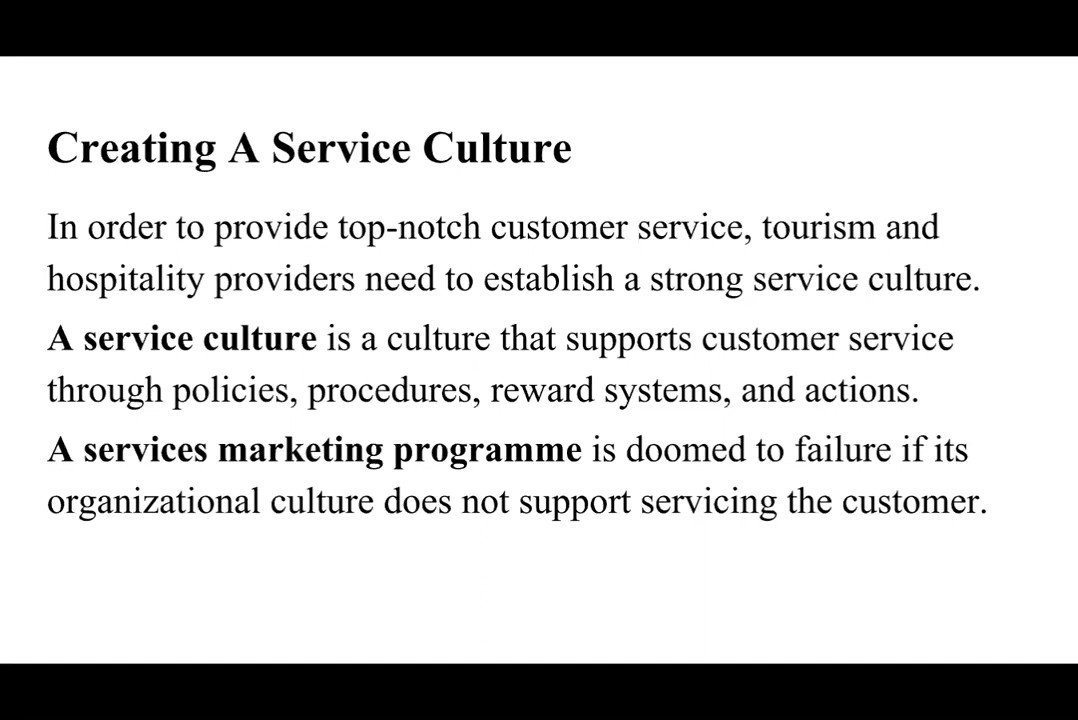 Creating A Service Culture
In order to provide top-notch customer service, tourism and
hospitality providers need to establish a strong service culture.
A service culture is a culture that supports customer service
through policies, procedures, reward systems, and actions.
A services marketing programme is doomed to failure if its
organizational culture does not support servicing the customer.